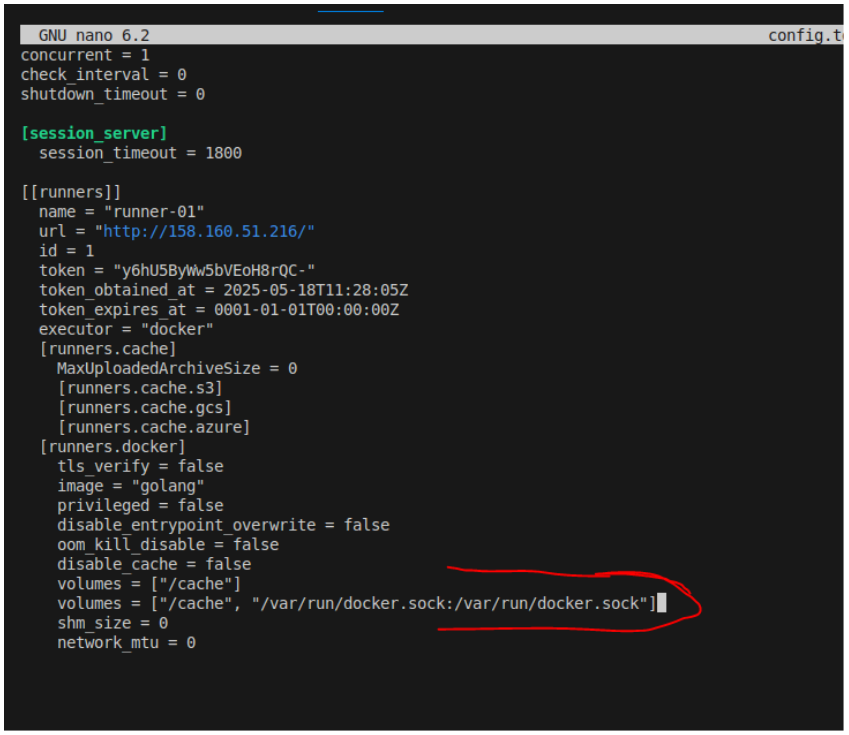 GNU nano 6.2 config.to
concurrent = 1
check_interval = 0
shutdown_timeout = 0
[session_server]
session_timeout = 1800
[[runners]]
name = "runner-01"
url = "http://158.160.51.216/"
id = 1
token = "y6hU5ByWw5bVEoH8rQC-"
token_obtained_at = 2025-05-18T11:28:05Z
token_expires_at = 0001-01-01T00:00:00Z
executor = "docker"
[runners.cache]
MaxUploadedArchiveSize = 0
[runners.cache.s3]
[runners.cache.gcs]
[runners.cache.azure]
[runners.docker]
tls_verify = false
image = "golang"
privileged = false
disable_entrypoint_overwrite = false
oom_kill_disable = false
disable_cache = false
volumes = ["/cache"]
volumes = ["/cache", "/var/run/docker.sock:/var/run/docker.sock"]
shm_size = 0
network_mtu = 0